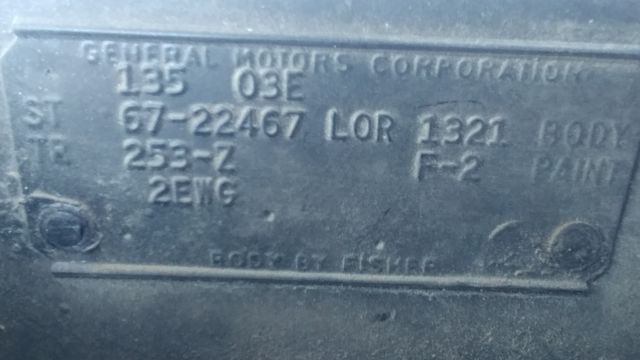 GENERAL MOTORS CORPORATION
135 03E
ST 67-22467 LOR 1321 BODY
TR 253-Z F-2 PAINT
2EWG
BODY BY FISHER